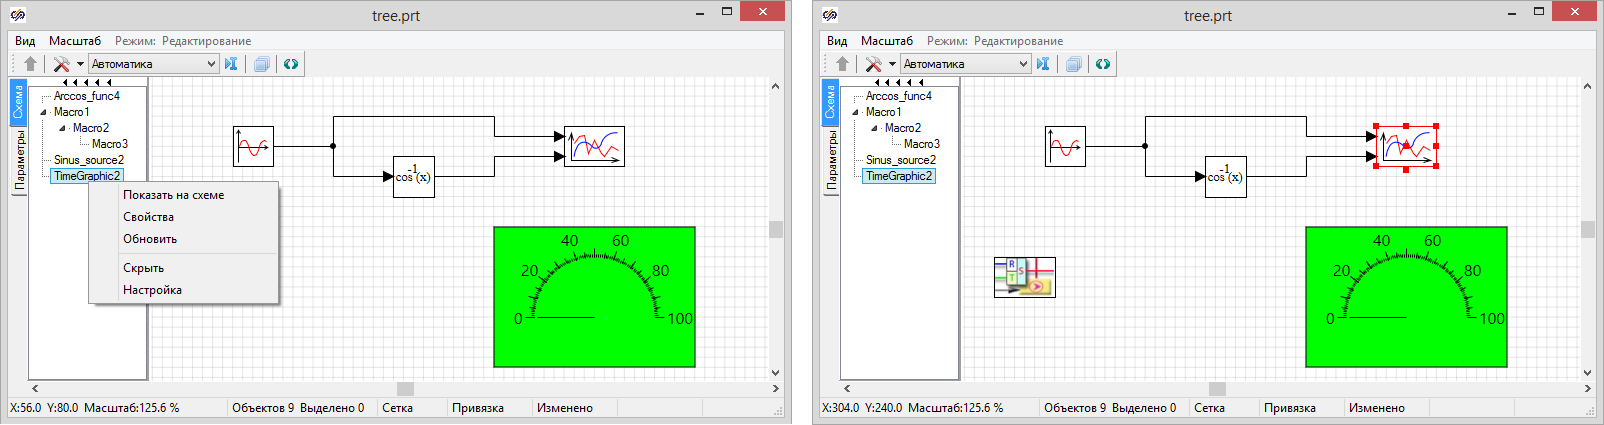 tree.prt
Вид Масштаб Режим: Редактирование
Автоматика
Схема
Параметры
Arccos_func4
Macro1
Macro2
Macro3
Sinus_source2
TimeGraphic2
Показать на схеме
Свойства
Обновить
Скрыть
Настройка
-1
cos (x)
40 60
20 80
0 100
X:56.0 Y:80.0 Масштаб:125.6 % Объектов 9 Выделено 0 Сетка Привязка Изменено
tree.prt
Вид Масштаб Режим: Редактирование
Автоматика
Схема
Параметры
Arccos_func4
Macro1
Macro2
Macro3
Sinus_source2
TimeGraphic2
-1
cos (x)
R
S
T
40 60
20 80
0 100
X:304.0 Y:240.0 Масштаб:125.6 % Объектов 9 Выделено 0 Сетка Привязка Изменено